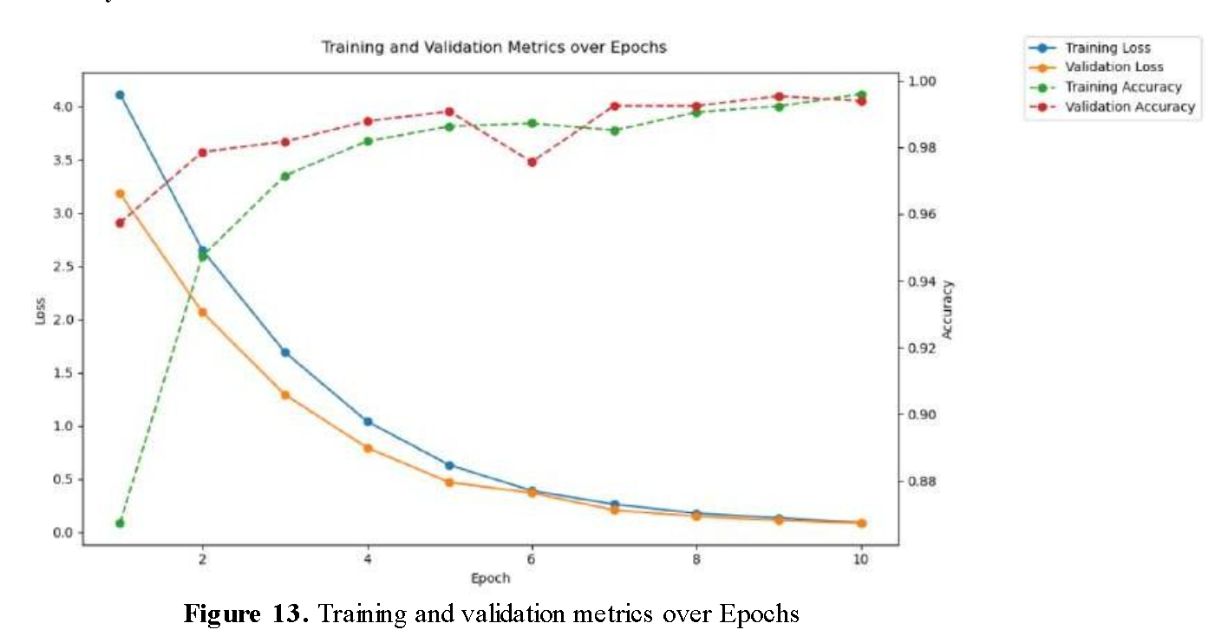 Training and Validation Metrics over Epochs
Training Loss
Validation Loss
Training Accuracy
Validation Accuracy
4.0
3.5
3.0
2.5
2.0
1.5
1.0
0.5
0.0
Loss
1.00
0.98
0.96
0.94
0.92
0.90
0.88
Accuracy
2 4 6 8 10
Epoch
Figure 13. Training and validation metrics over Epochs